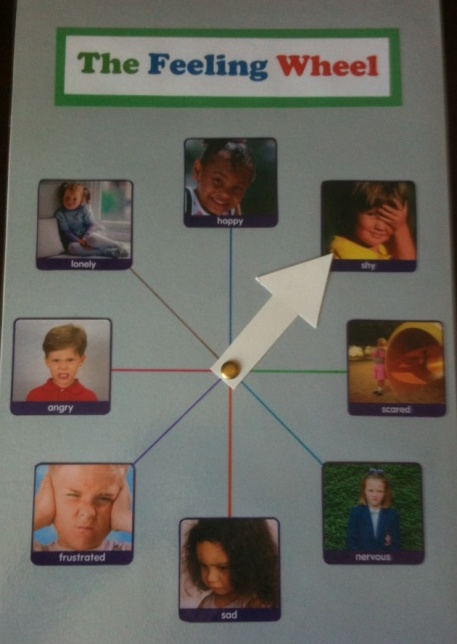 The Feeling Wheel
happy
lonely
shy
angry
scared
frustrated
nervous
sad